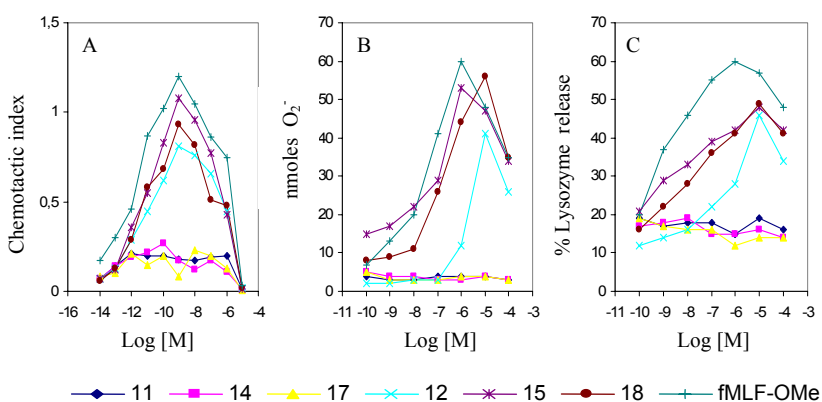 A
B
C
Chemotactic index
1,5
1
0,5
0
-16 -14 -12 -10 -8 -6 -4
Log [M]
nmoles O₂⁻
70
60
50
40
30
20
10
0
-11 -10 -9 -8 -7 -6 -5 -4 -3
Log [M]
% Lysozyme release
70
60
50
40
30
20
10
0
-11 -10 -9 -8 -7 -6 -5 -4 -3
Log [M]
11 14 17 12 15 18 fMLF-OMe